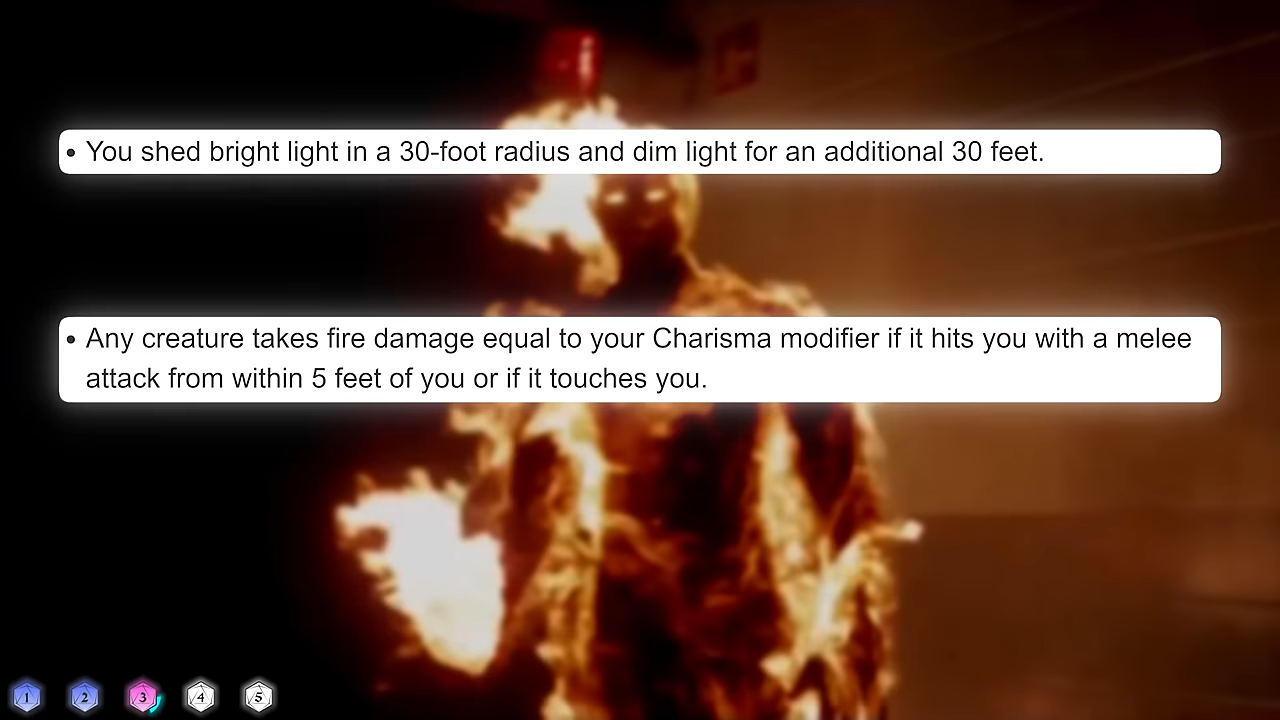 • You shed bright light in a 30-foot radius and dim light for an additional 30 feet.
• Any creature takes fire damage equal to your Charisma modifier if it hits you with a melee
attack from within 5 feet of you or if it touches you.
1 2 3 4 5